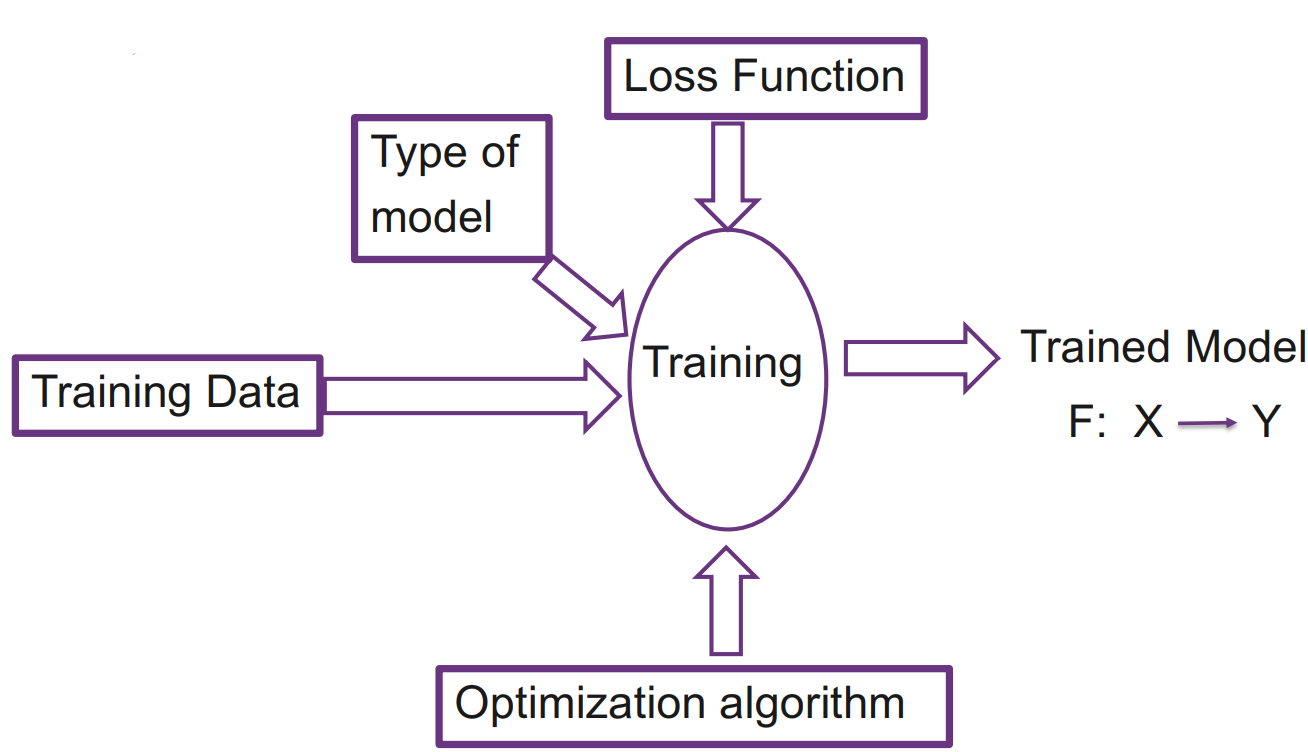 Loss Function
Type of
model
Training Data
Training
Trained Model
F: X → Y
Optimization algorithm